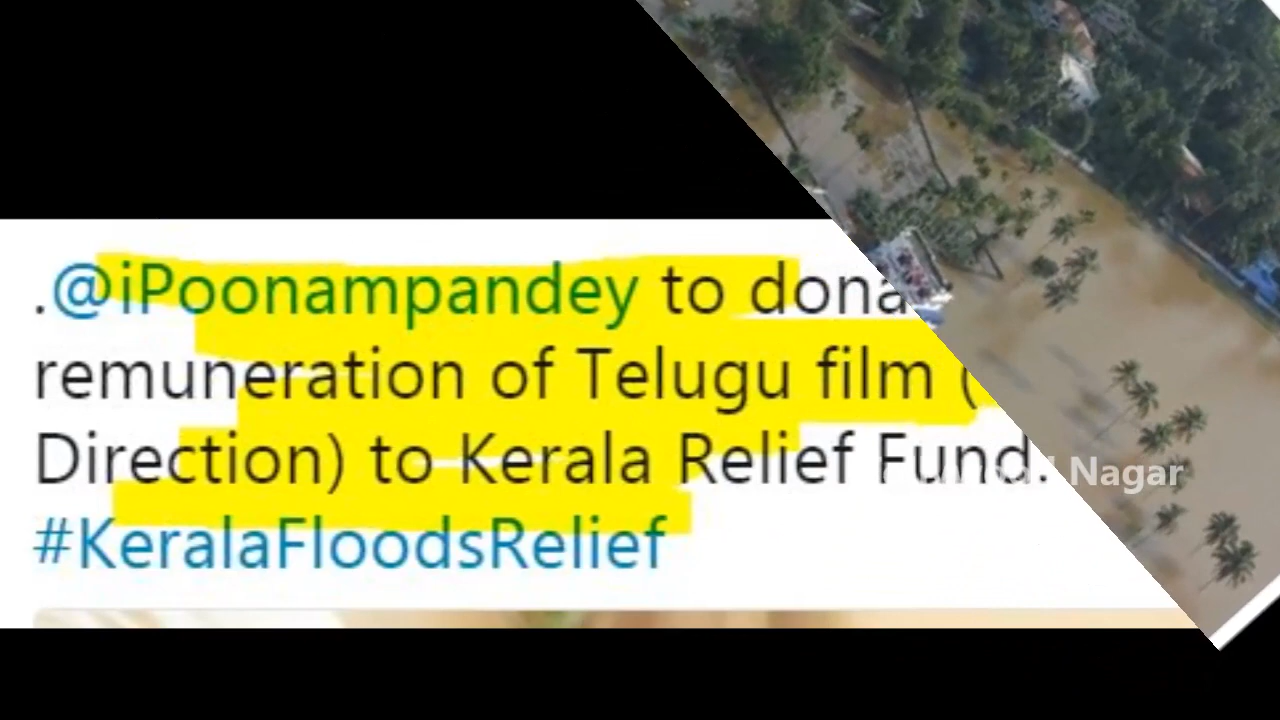 .@iPoonampandey to dona
remuneration of Telugu film (
Direction) to Kerala Relief Fund.
#KeralaFloodsRelief
Nagar